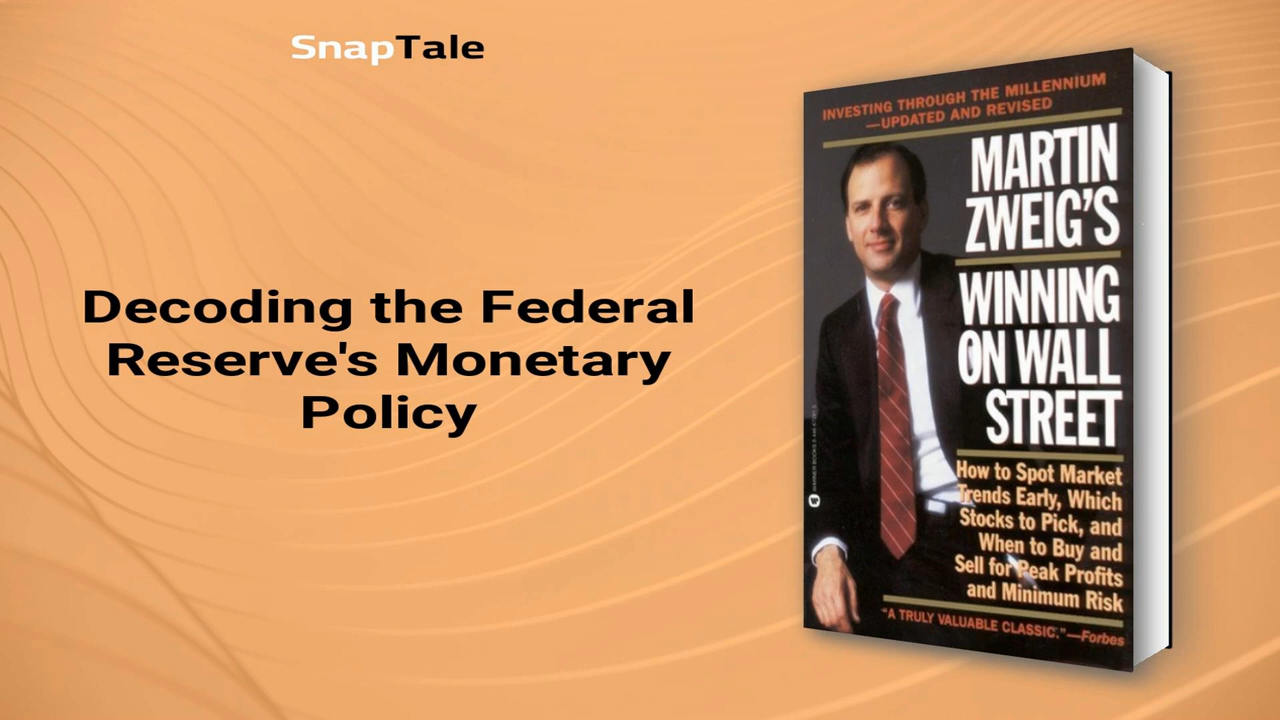 SnapTale
Decoding the Federal
Reserve's Monetary
Policy
INVESTING THROUGH THE MILLENNIUM
—UPDATED AND REVISED
MARTIN
ZWEIG'S
WINNING
ON WALL
STREET
How to Spot Market
Trends Early, Which
Stocks to Pick, and
When to Buy and
Sell for Peak Profits
and Minimum Risk
"A TRULY VALUABLE CLASSIC."—Forbes